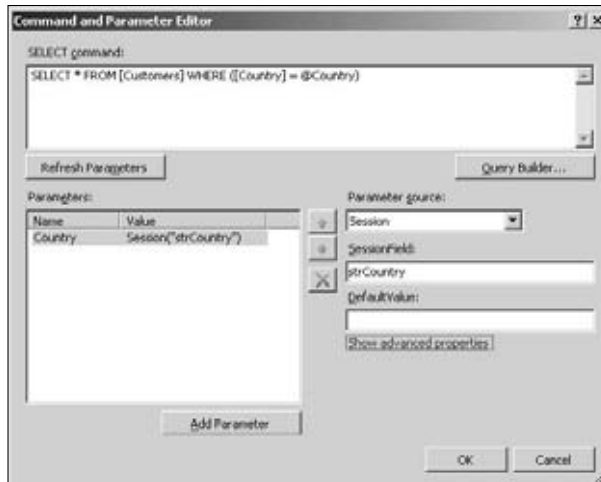 Command and Parameter Editor
SELECT command:
SELECT * FROM [Customers] WHERE ([Country] = @Country)
Refresh Parameters
Query Builder...
Parameters:
Name Value
Country Session("strCountry")
Add Parameter
Parameter source:
Session
SessionField:
strCountry
DefaultValue:
Show advanced properties
OK
Cancel